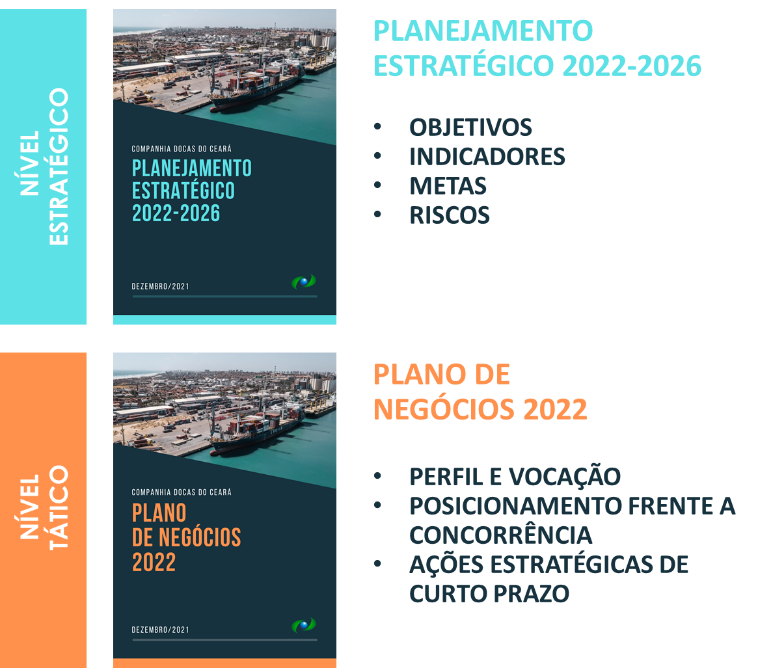 NÍVEL
ESTRATÉGICO
COMPANHIA DOCAS DO CEARÁ
PLANEJAMENTO
ESTRATÉGICO
2022-2026
DEZEMBRO/2021
PLANEJAMENTO
ESTRATÉGICO 2022-2026
• OBJETIVOS
• INDICADORES
• METAS
• RISCOS
NÍVEL
TÁTICO
COMPANHIA DOCAS DO CEARÁ
PLANO
DE NEGÓCIOS
2022
DEZEMBRO/2021
PLANO DE
NEGÓCIOS 2022
• PERFIL E VOCAÇÃO
• POSICIONAMENTO FRENTE A
CONCORRÊNCIA
• AÇÕES ESTRATÉGICAS DE
CURTO PRAZO